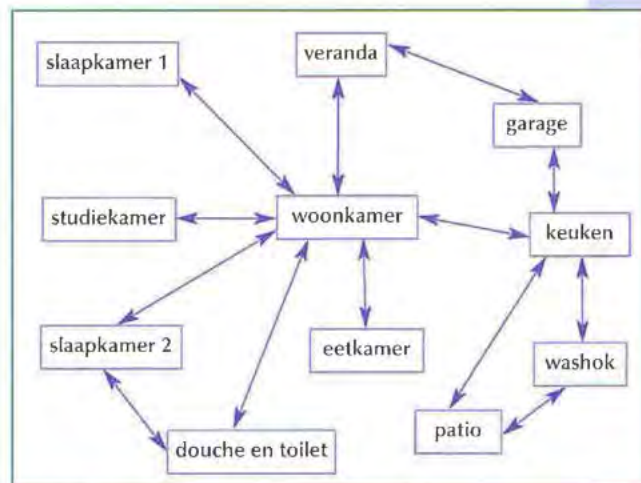 slaapkamer 1
veranda
garage
studiekamer
woonkamer
keuken
slaapkamer 2
eetkamer
washok
douche en toilet
patio